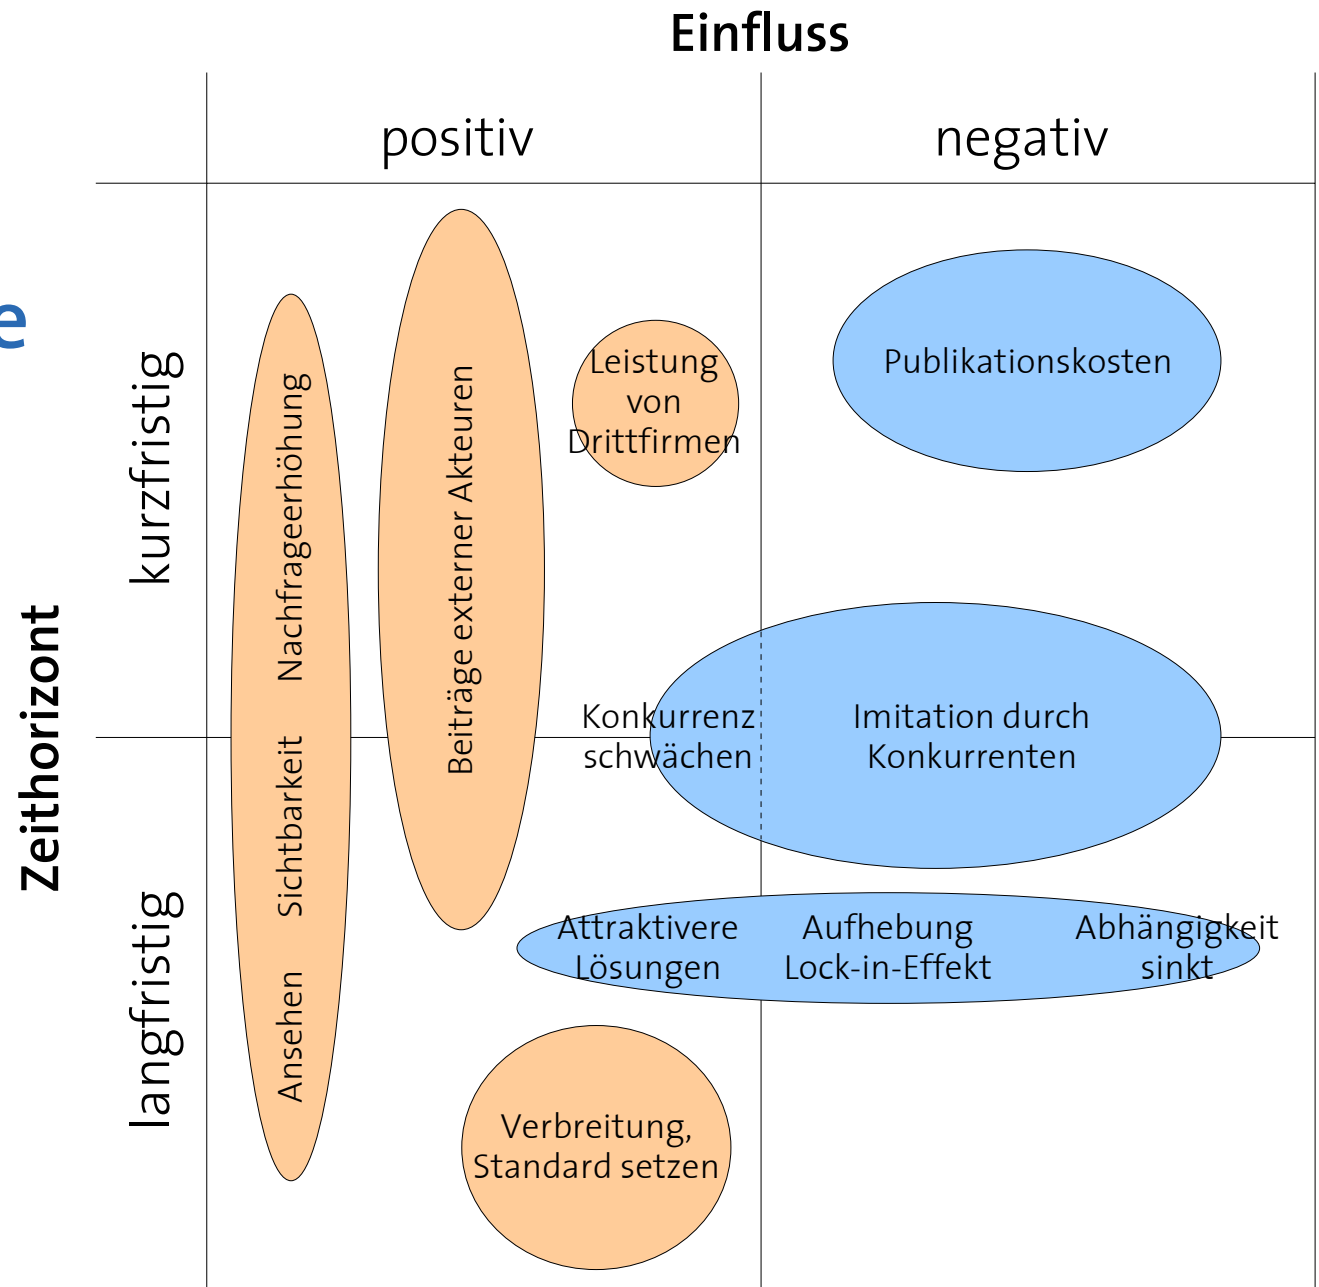 Einfluss
positiv
negativ
e
Zeithorizont
kurzfristig
langfristig
Nachfrageerhöhung
Sichtbarkeit
Ansehen
Beiträge externer Akteuren
Leistung
von
Drittfirmen
Publikationskosten
Konkurrenz
schwächen
Imitation durch
Konkurrenten
Attraktivere
Lösungen
Aufhebung
Lock-in-Effekt
Abhängigkeit
sinkt
Verbreitung,
Standard setzen